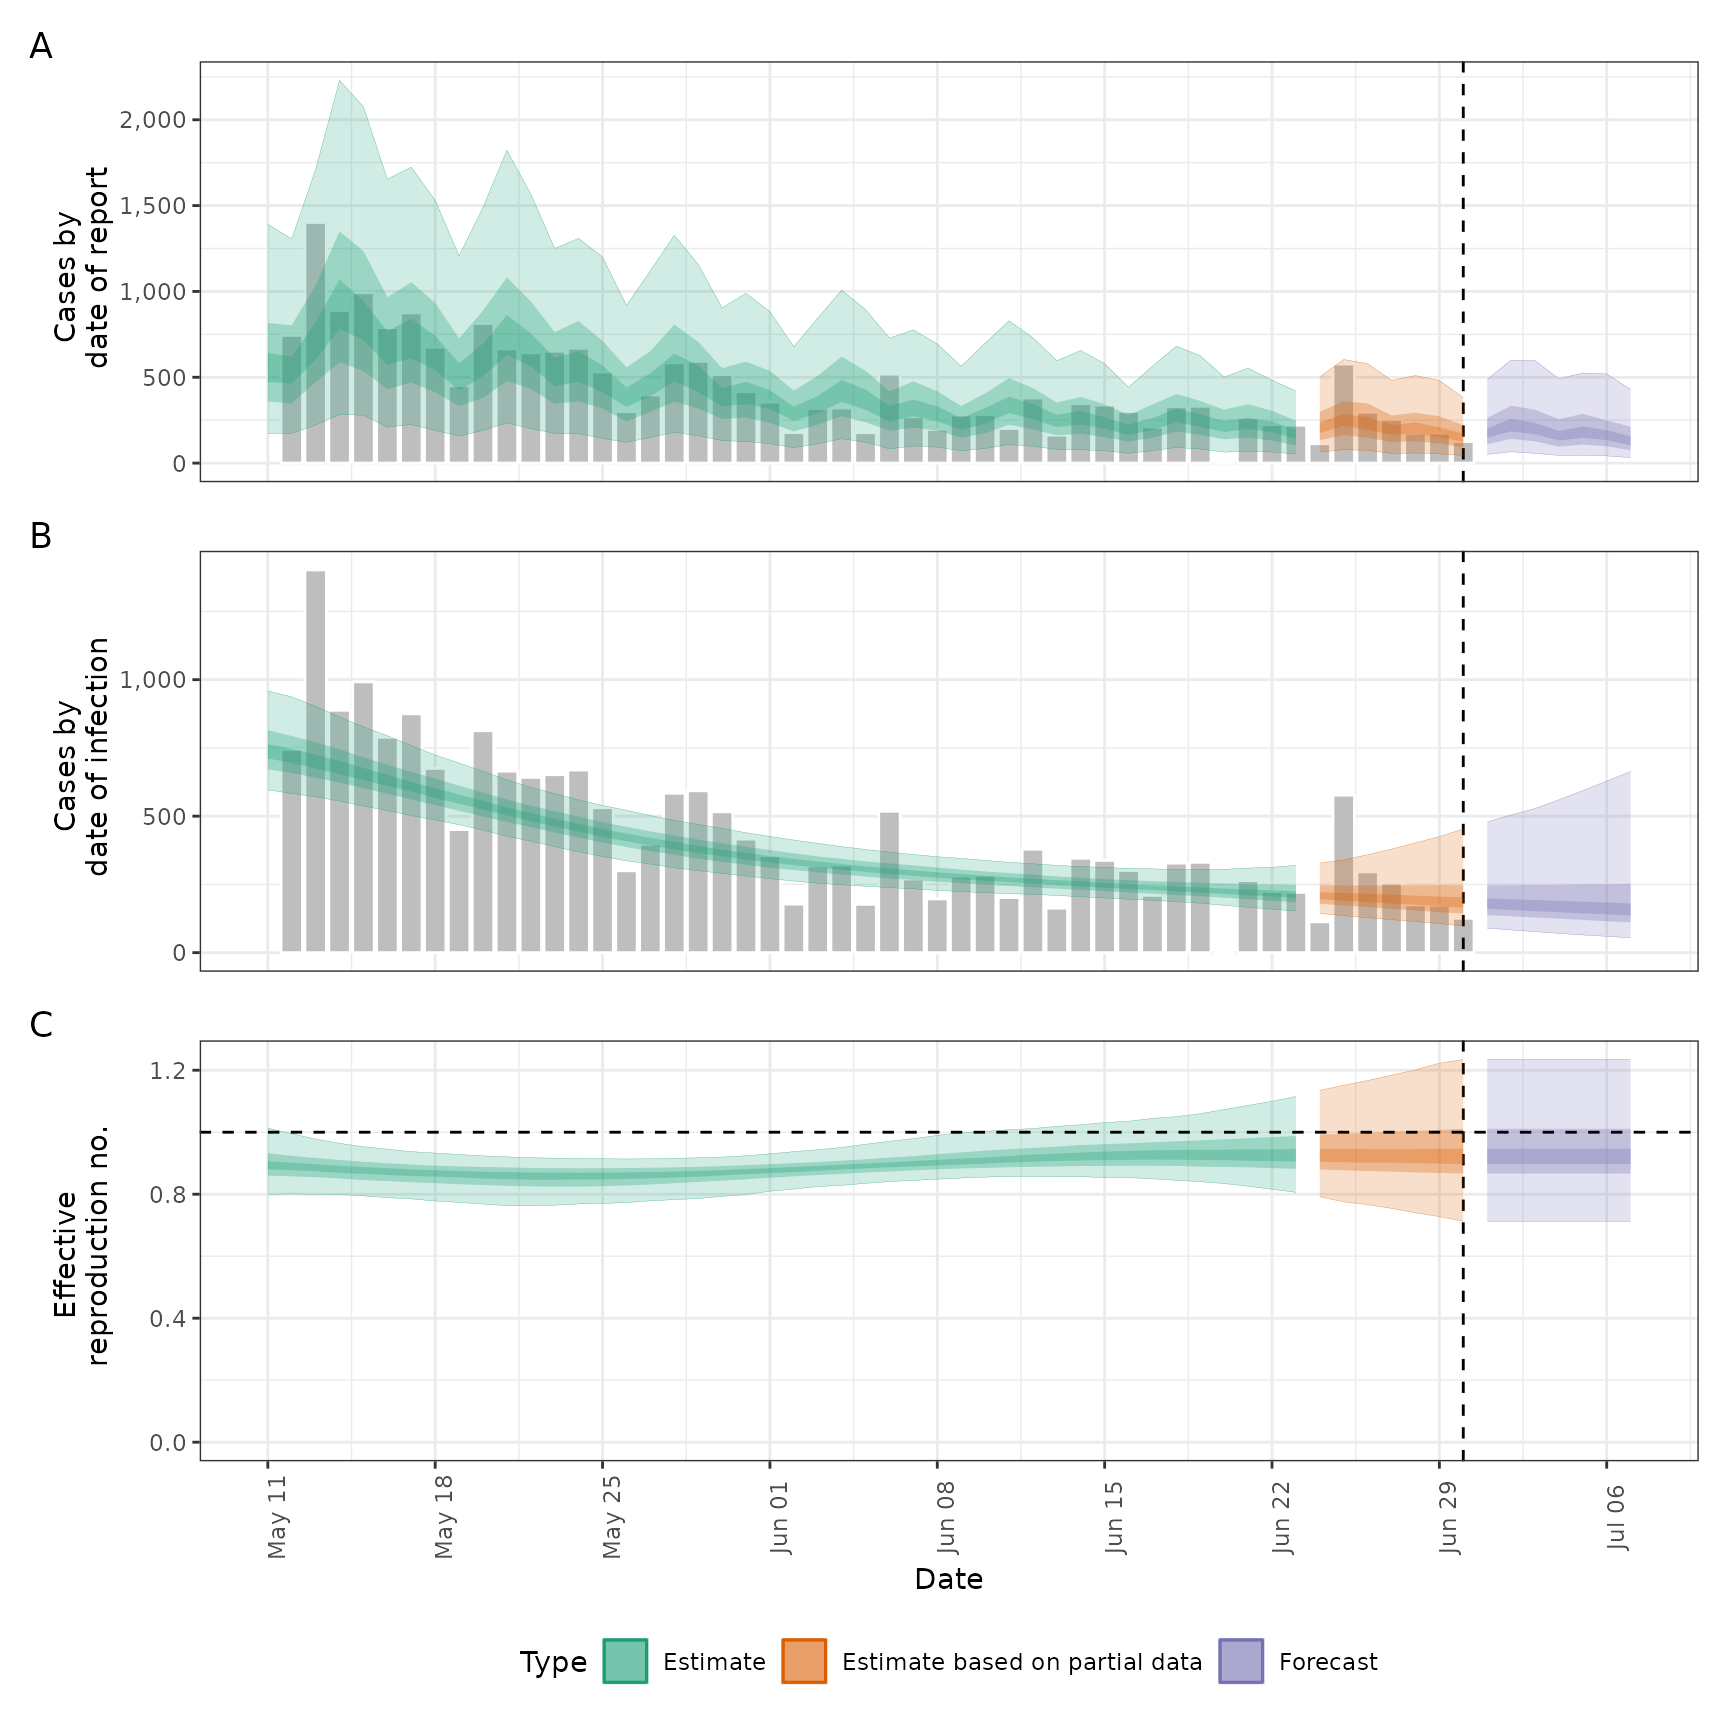 A
2,000
1,500
1,000
500
0
Cases by
date of report
B
1,000
500
0
Cases by
date of infection
C
1.2
0.8
0.4
0.0
Effective
reproduction no.
May 11
May 18
May 25
Jun 01
Jun 08
Jun 15
Jun 22
Jun 29
Jul 06
Date
Type
Estimate
Estimate based on partial data
Forecast